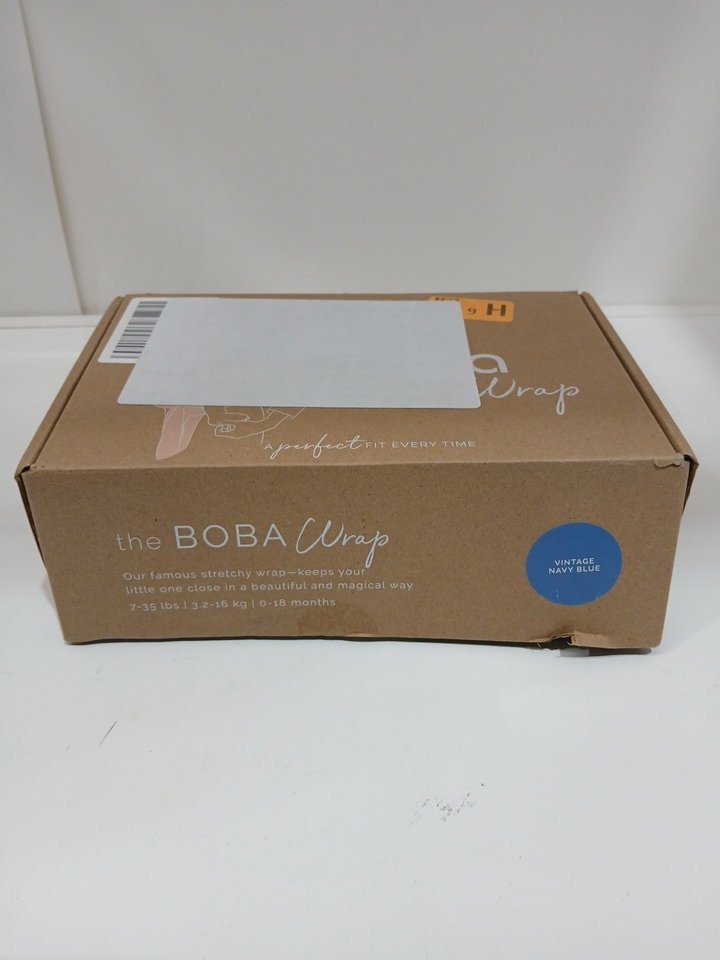 H
Wrap
A perfect FIT EVERY TIME
the BOBA Wrap
Our famous stretchy wrap—keeps your
little one close in a beautiful and magical way
7-35 lbs | 3.2-16 kg | 0-18 months
VINTAGE
NAVY BLUE